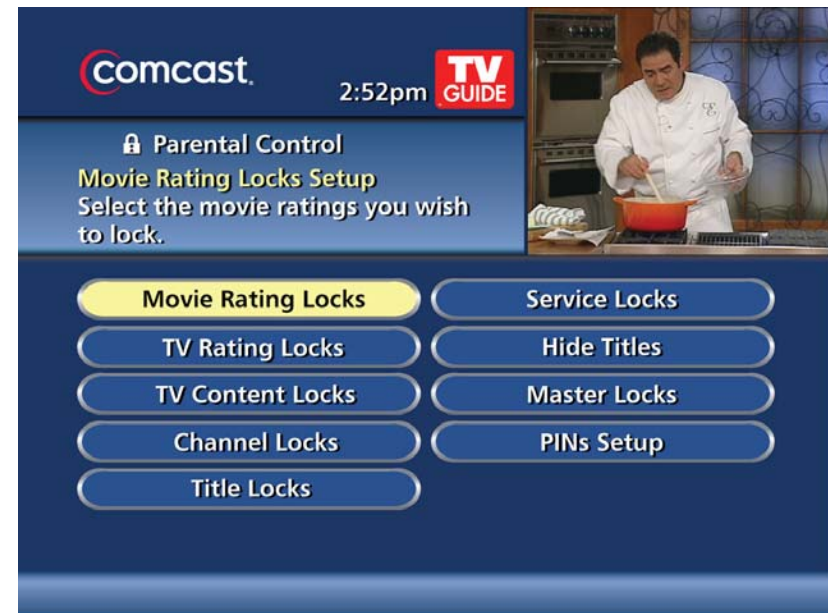 comcast.
2:52pm
TV
GUIDE
Parental Control
Movie Rating Locks Setup
Select the movie ratings you wish
to lock.
Movie Rating Locks
Service Locks
TV Rating Locks
Hide Titles
TV Content Locks
Master Locks
Channel Locks
PINs Setup
Title Locks